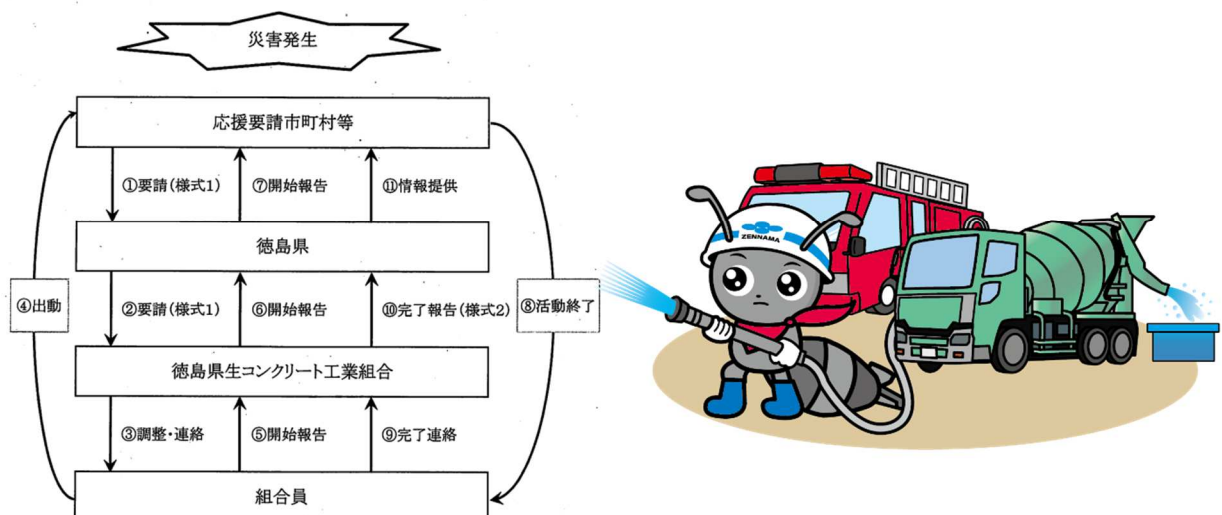 災害発生
応援要請市町村等
①要請(様式1)
⑦開始報告
⑪情報提供
徳島県
④出動
②要請(様式1)
⑥開始報告
⑩完了報告(様式2)
⑧活動終了
徳島県生コンクリート工業組合
③調整・連絡
⑤開始報告
⑨完了連絡
組合員
ZENNAMA